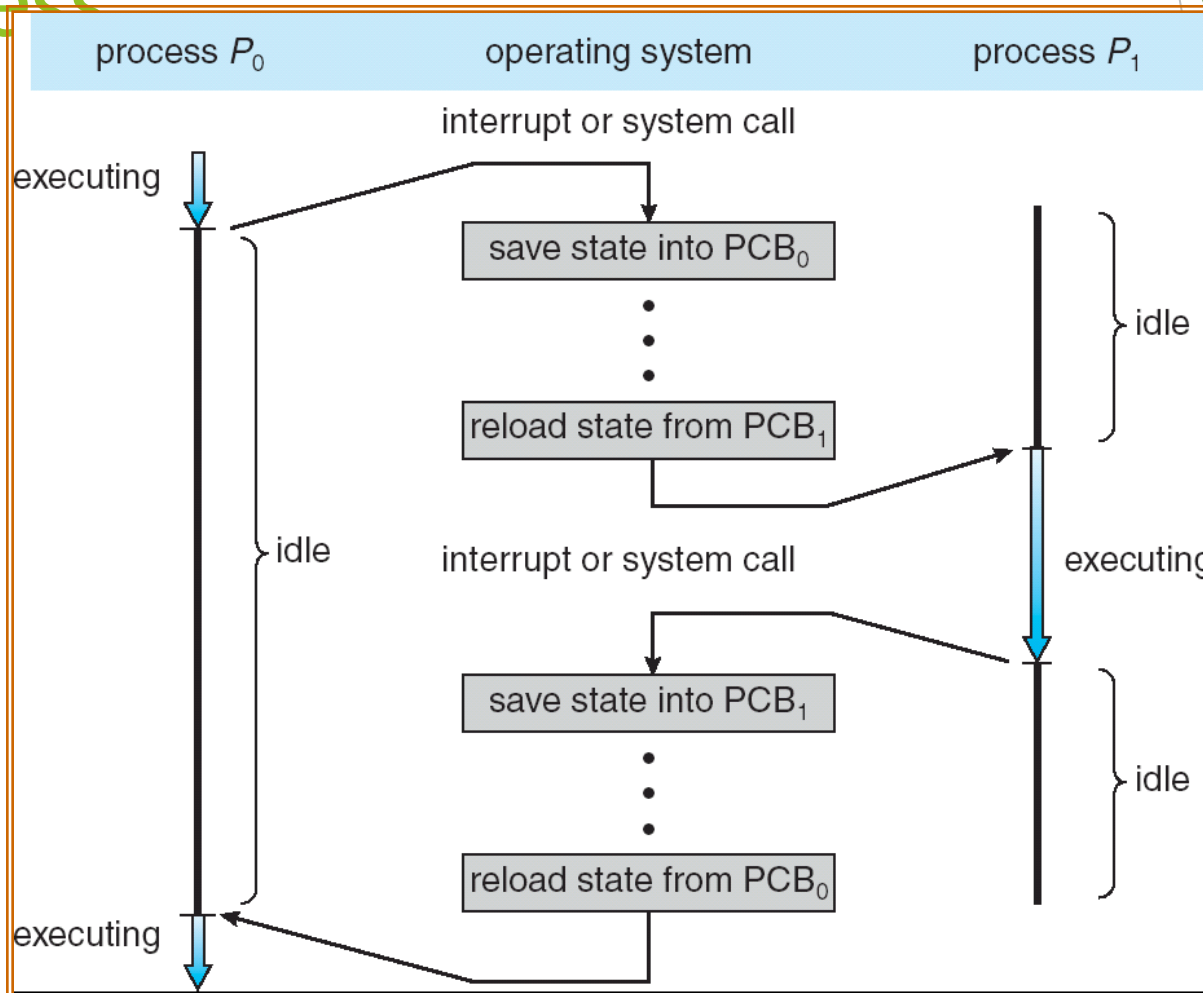 process P₀ operating system process P₁
interrupt or system call
executing
save state into PCB₀
idle
reload state from PCB₁
idle
interrupt or system call
executing
save state into PCB₁
idle
reload state from PCB₀
executing